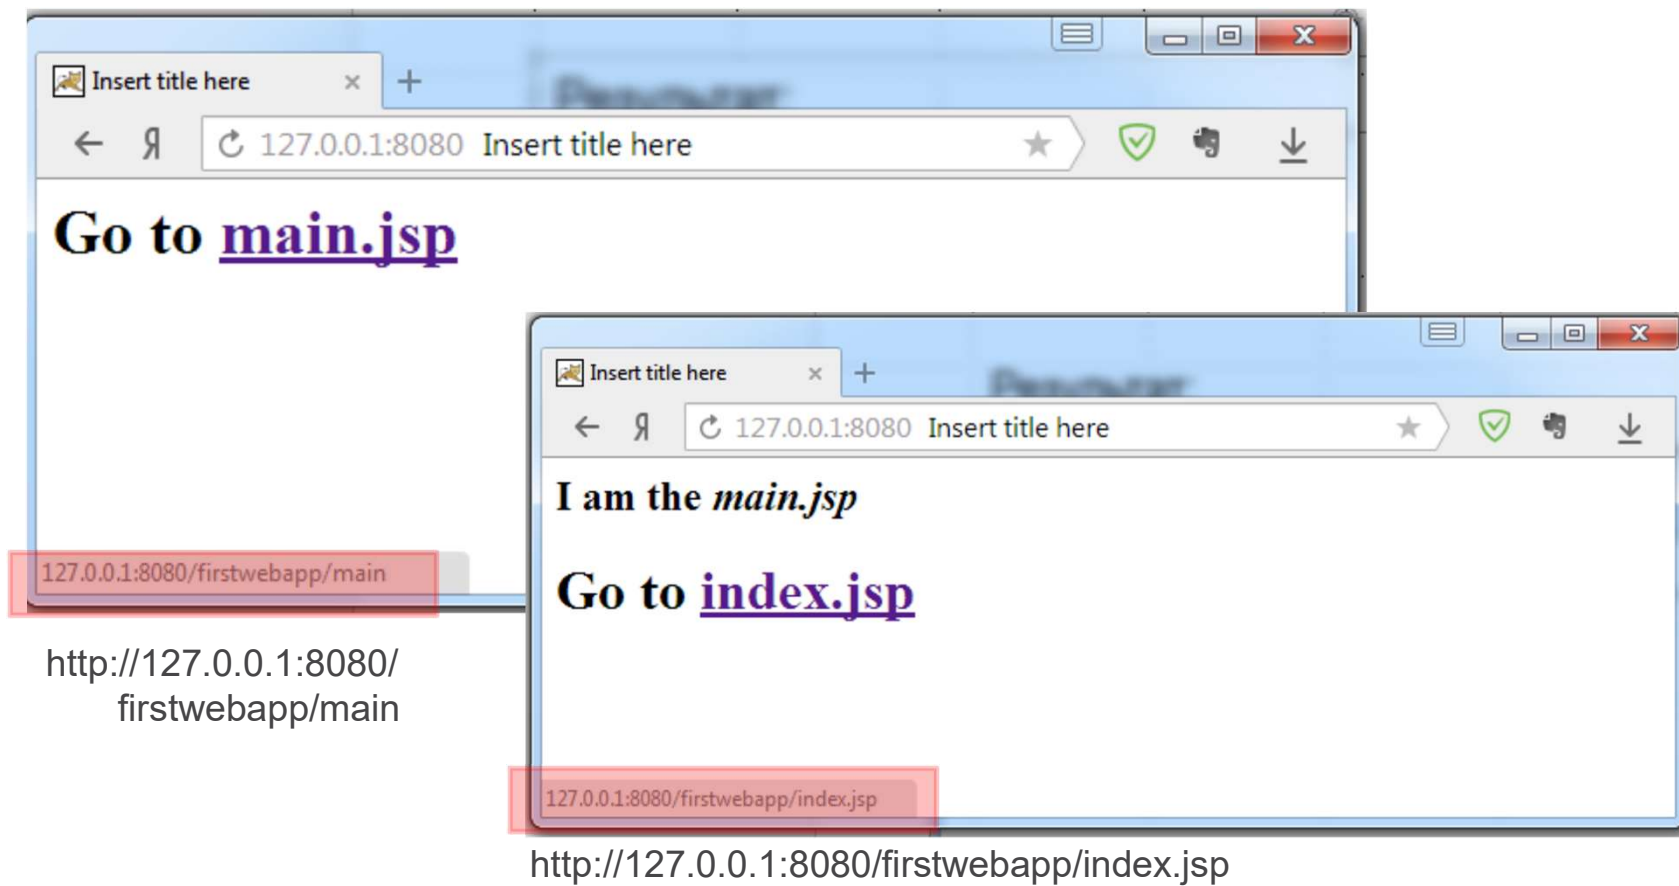 Insert title here
Я 127.0.0.1:8080 Insert title here
Go to main.jsp
127.0.0.1:8080/firstwebapp/main
http://127.0.0.1:8080/
firstwebapp/main
Insert title here
Я 127.0.0.1:8080 Insert title here
I am the main.jsp
Go to index.jsp
127.0.0.1:8080/firstwebapp/index.jsp
http://127.0.0.1:8080/firstwebapp/index.jsp